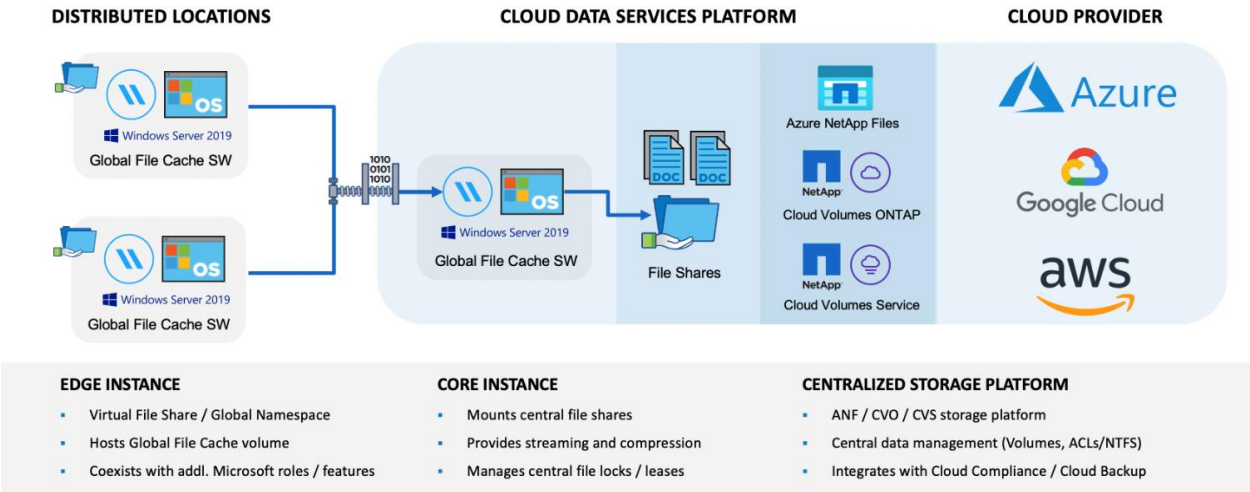 DISTRIBUTED LOCATIONS
CLOUD DATA SERVICES PLATFORM
CLOUD PROVIDER
OS
Windows Server 2019
Global File Cache SW
OS
Windows Server 2019
Global File Cache SW
1010
0101
1010
OS
Windows Server 2019
Global File Cache SW
DOC
DOC
File Shares
Azure NetApp Files
NetApp
Cloud Volumes ONTAP
NetApp
Cloud Volumes Service
Azure
Google Cloud
aws
EDGE INSTANCE
▪ Virtual File Share / Global Namespace
▪ Hosts Global File Cache volume
▪ Coexists with addl. Microsoft roles / features
CORE INSTANCE
▪ Mounts central file shares
▪ Provides streaming and compression
▪ Manages central file locks / leases
CENTRALIZED STORAGE PLATFORM
▪ ANF / CVO / CVS storage platform
▪ Central data management (Volumes, ACLs/NTFS)
▪ Integrates with Cloud Compliance / Cloud Backup